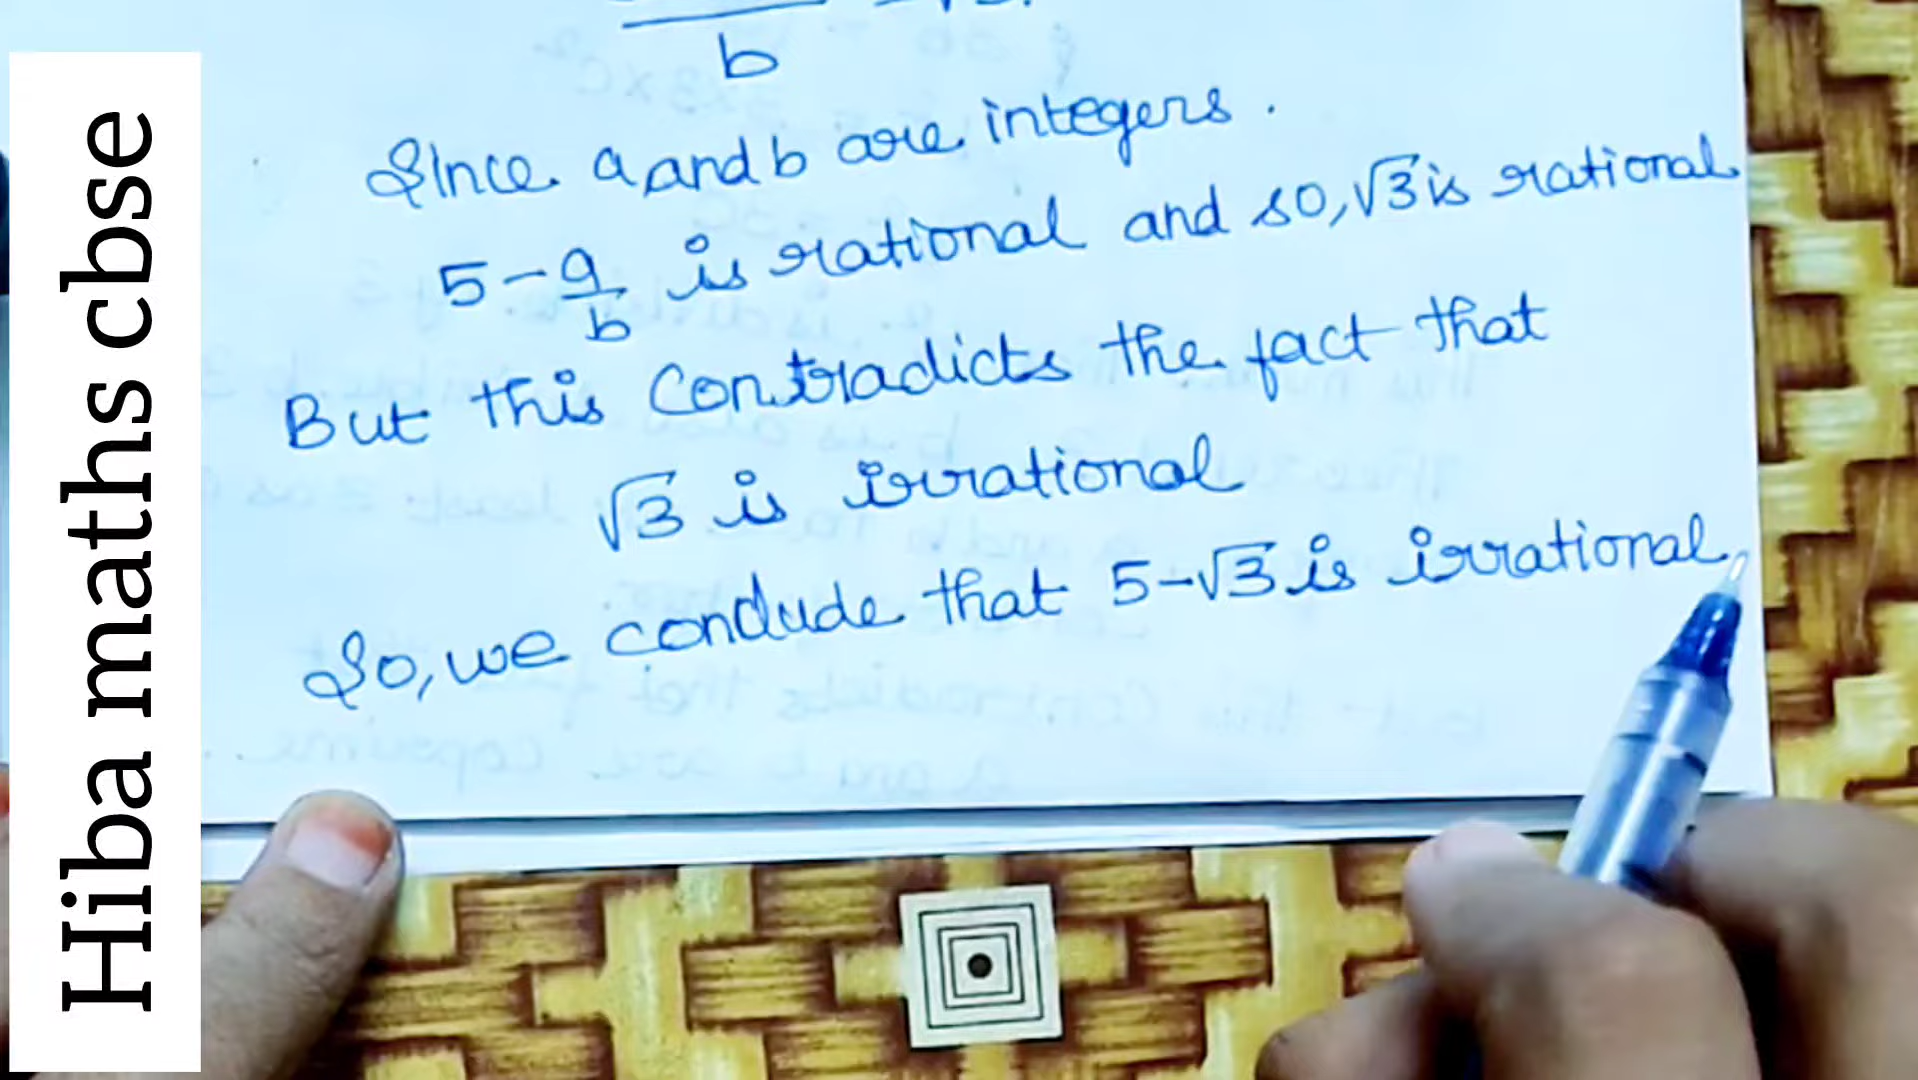 Hiba maths cbse
b
Since a and b are integers.
5 - a/b is rational and so, √3 is rational
But this contradicts the fact that
√3 is irrational
So, we conclude that 5-√3 is irrational